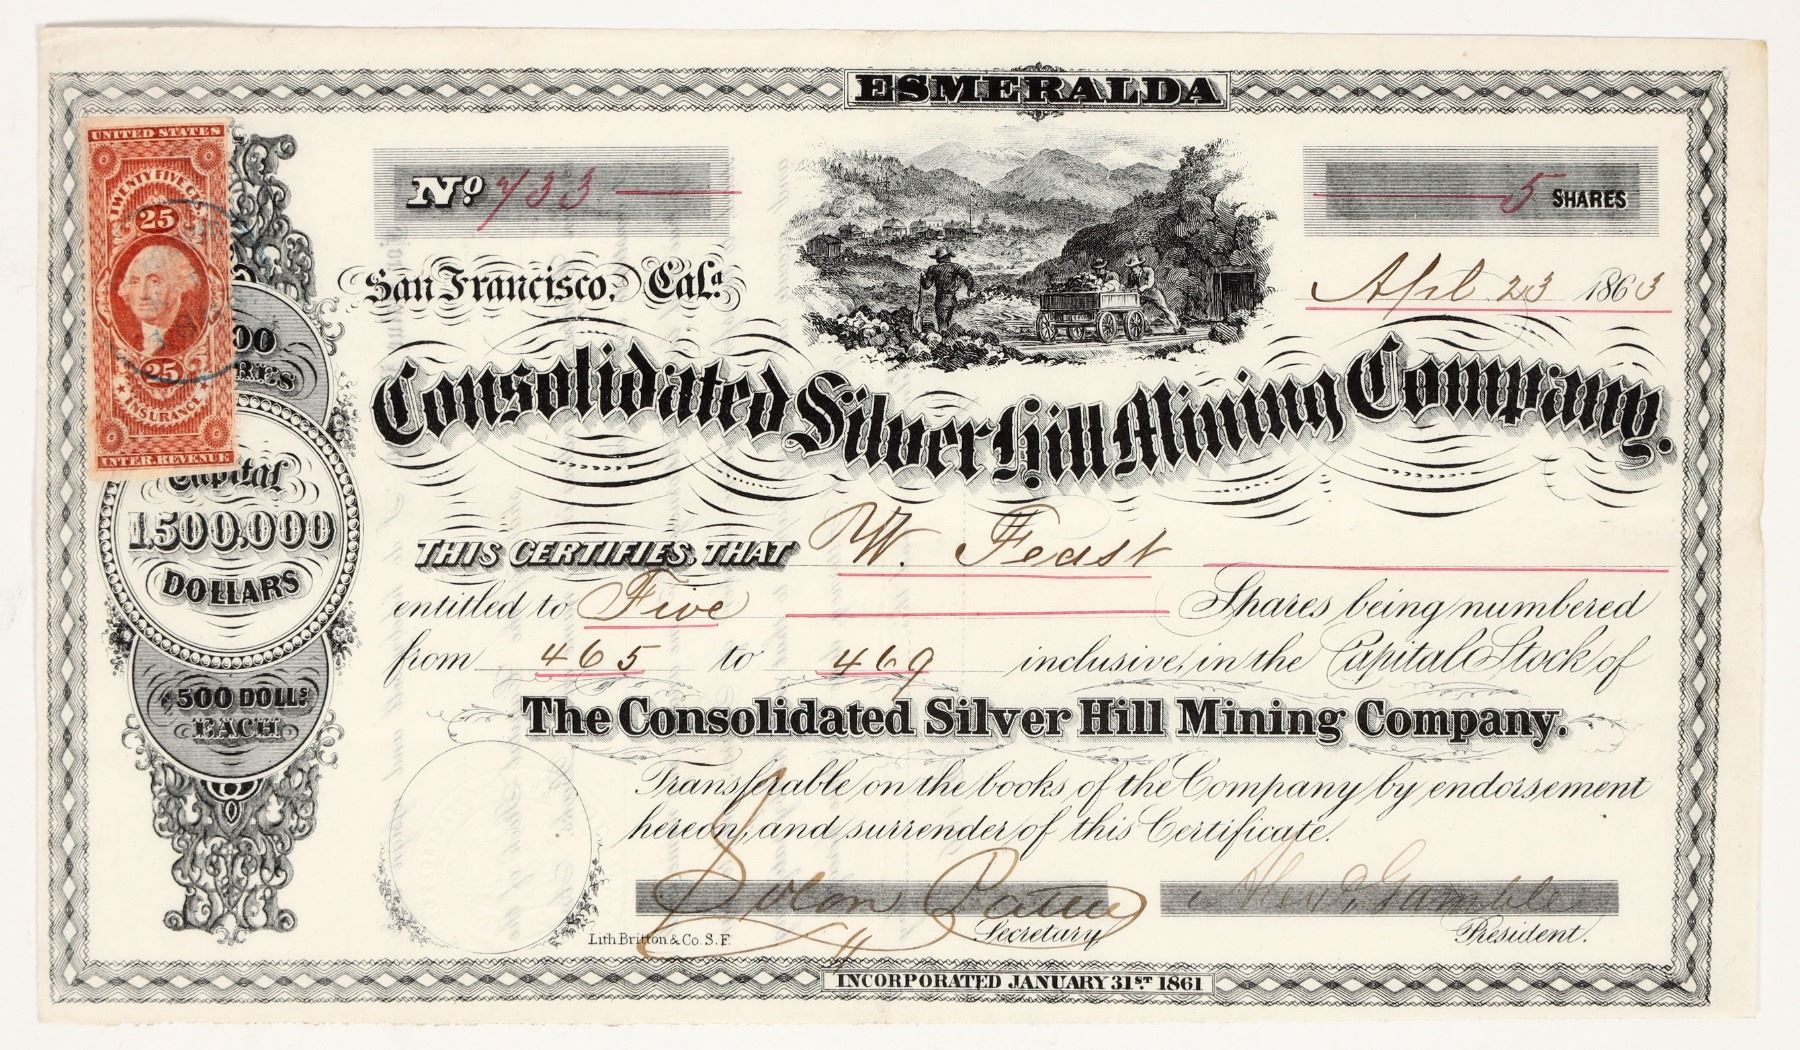 ESMERALDA
UNITED STATES
TWENTY FIVE
25
25
INSURANCE
INTER. REVENUE
No. 733
5 SHARES
San Francisco, Cala.
April 23 1863
Consolidated Silver Hill Mining Company.
Capital
1,500,000
DOLLARS
$500 DOLLs.
EACH
THIS CERTIFIES, THAT W. Feast
entitled to Five Shares being numbered
from 465 to 469 inclusive, in the Capital Stock of
The Consolidated Silver Hill Mining Company.
Transferable on the books of the Company by endorsement
hereon, and surrender of this Certificate.
Solon Secretary
Gamble President.
Lith Britton & Co. S. F.
INCORPORATED JANUARY 31ST. 1861